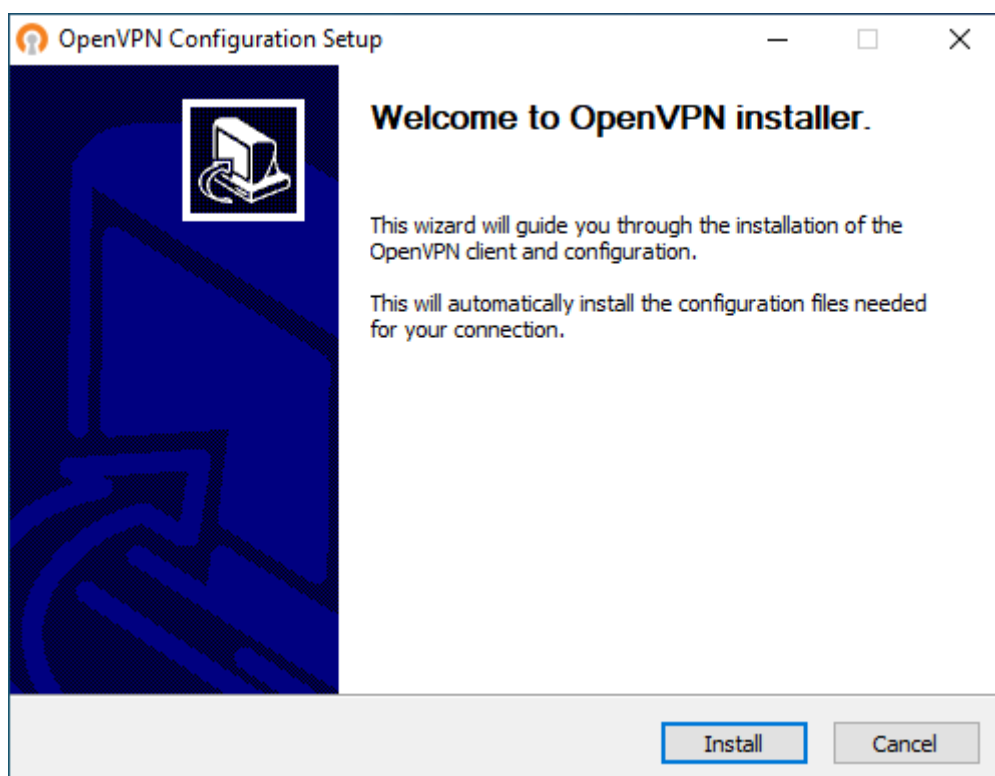 OpenVPN Configuration Setup
Welcome to OpenVPN installer.
This wizard will guide you through the installation of the
OpenVPN client and configuration.
This will automatically install the configuration files needed
for your connection.
Install
Cancel